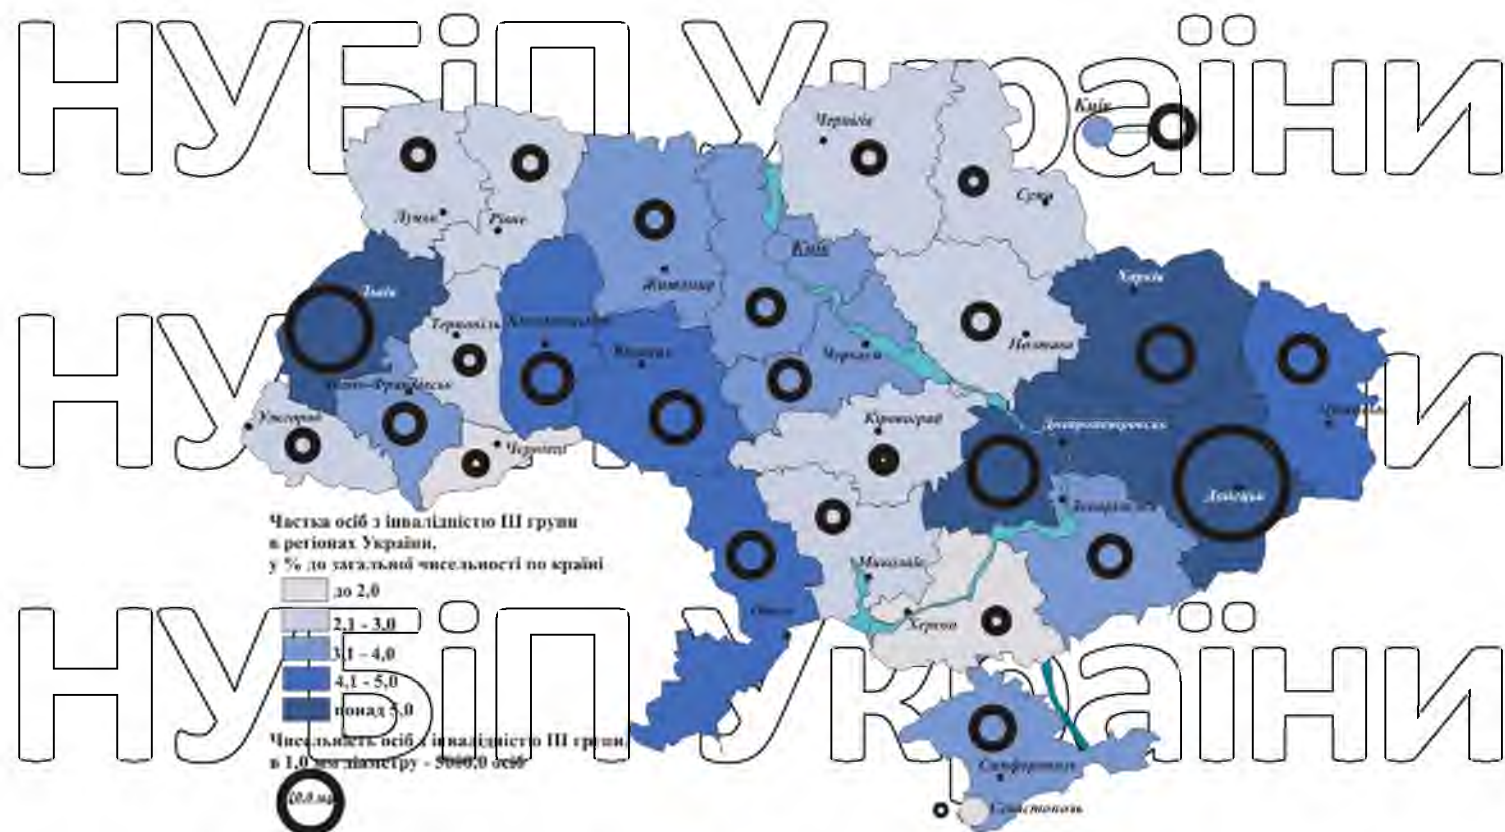 НУБіП України
Київ
Чернігів
Суми
Луцьк
Рівне
Київ
Житомир
Львів
Харків
Тернопіль
Хмельницький
Вінниця
Черкаси
Полтава
НУБіП України
Івано-Франківськ
Ужгород
Чернівці
Кіровоград
Дніпропетровськ
Донецьк
Запоріжжя
Частка осіб з інвалідністю III групи
в регіонах України,
у % до загальної чисельності по країні
до 2,0
2,1 - 3,0
3,1 - 4,0
4,1 - 5,0
понад 5,0
Миколаїв
Одеса
Херсон
НУБіП України
Чисельність осіб з інвалідністю III групи,
в 1,0 мм діаметру - 5000,0 осіб
10,0 мм
Сімферополь
Севастополь